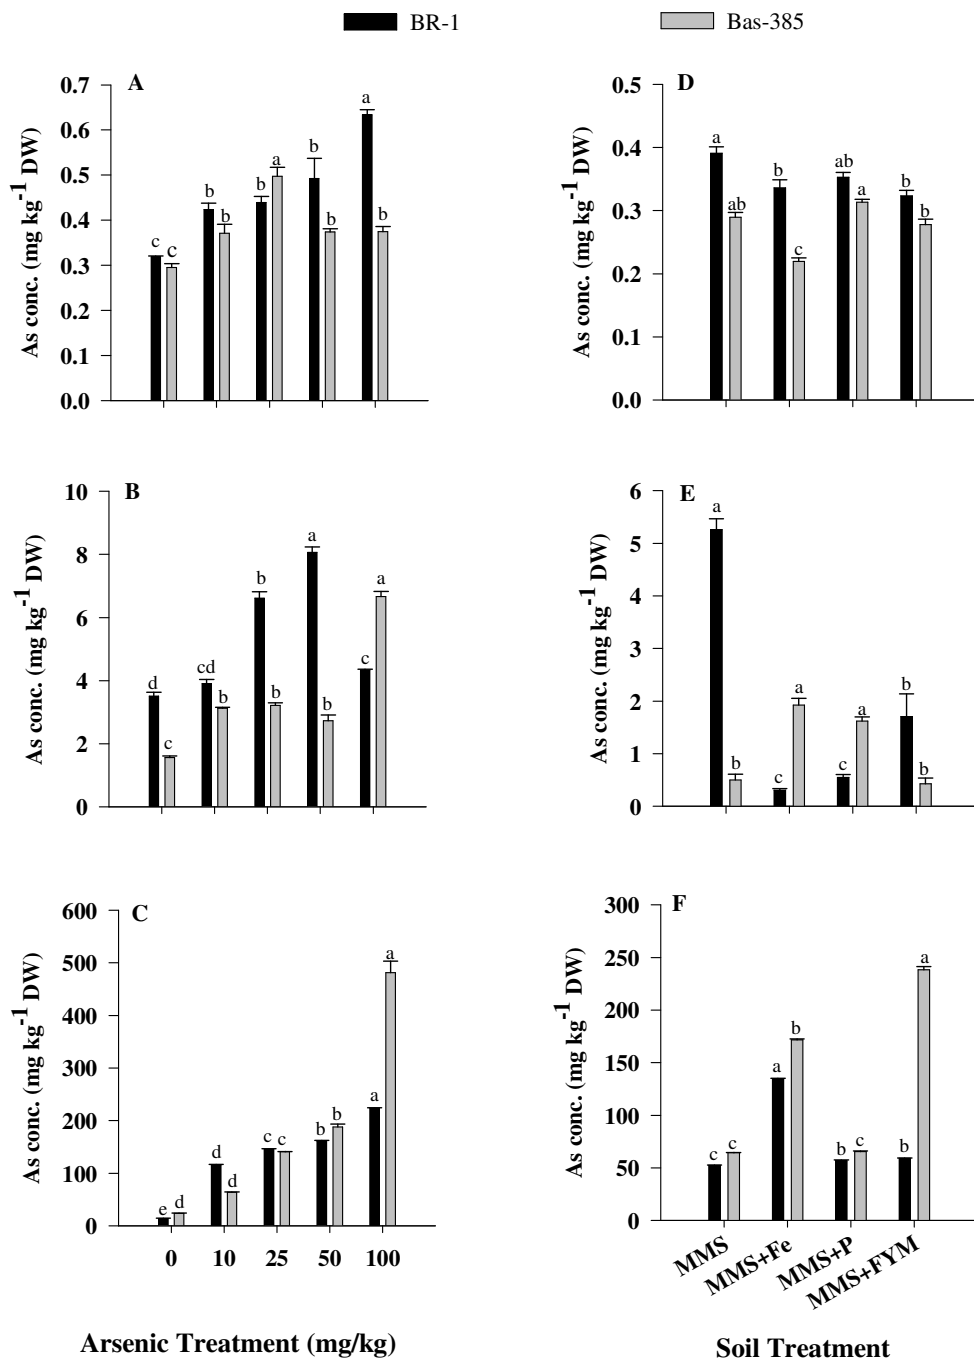 BR-1 Bas-385
A
0.7
0.6
0.5
0.4
0.3
0.2
0.1
0.0
As conc. (mg kg-1 DW)
c c b b b a b b a b
D
0.5
0.4
0.3
0.2
0.1
0.0
As conc. (mg kg-1 DW)
a ab b c ab a b b
B
10
8
6
4
2
0
As conc. (mg kg-1 DW)
d c cd b b b a b c a
E
6
5
4
3
2
1
0
As conc. (mg kg-1 DW)
a b c a c a b b
C
600
500
400
300
200
100
0
As conc. (mg kg-1 DW)
e d d d c c b b a a
0 10 25 50 100
Arsenic Treatment (mg/kg)
F
300
250
200
150
100
50
0
As conc. (mg kg-1 DW)
c c a b b c b a
MMS MMS+Fe MMS+P MMS+FYM
Soil Treatment